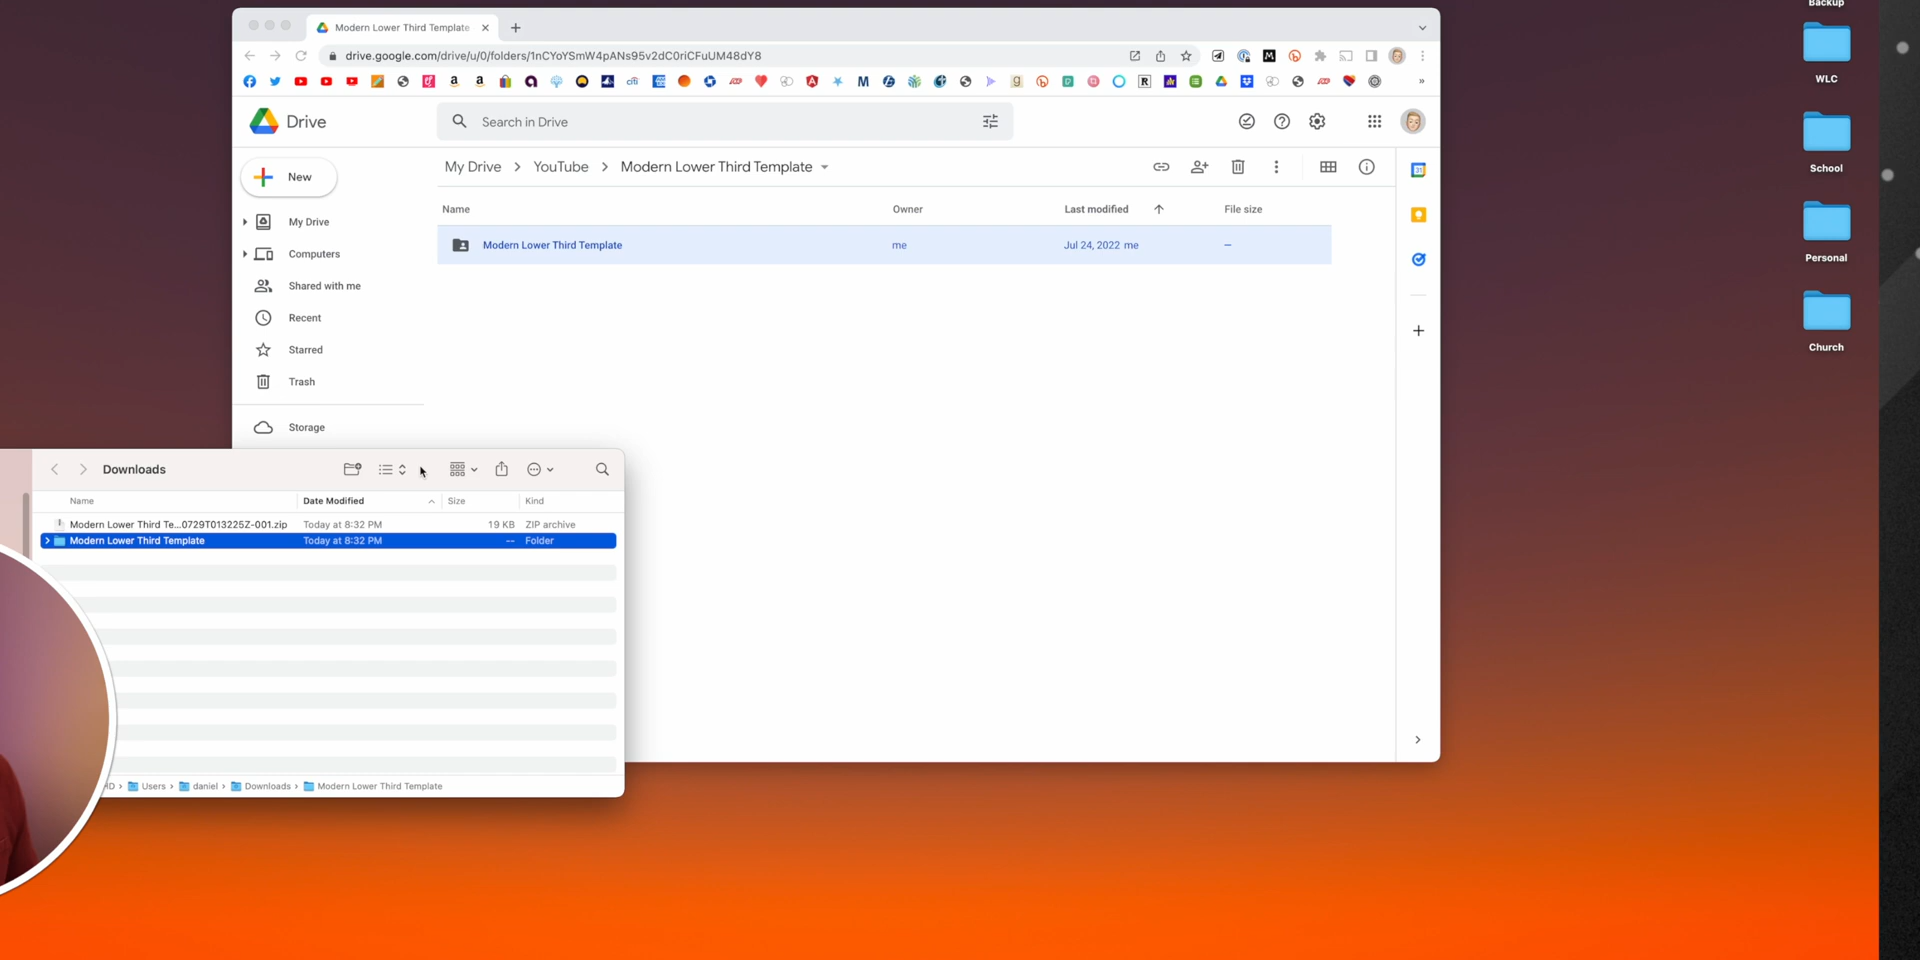 Backup
Modern Lower Third Template
drive.google.com/drive/u/0/folders/1nCYoYSmW4pANs95v2dC0riCFuUM48dY8
WLC
Drive
Search in Drive
New
My Drive
YouTube
Modern Lower Third Template
School
Name
Owner
Last modified
File size
Modern Lower Third Template
me
Jul 24, 2022 me
–
My Drive
Computers
Shared with me
Recent
Starred
Trash
Storage
Personal
Church
Downloads
Name
Date Modified
Size
Kind
Modern Lower Third Te...0729T013225Z-001.zip
Today at 8:32 PM
19 KB
ZIP archive
Modern Lower Third Template
Today at 8:32 PM
--
Folder
Users
daniel
Downloads
Modern Lower Third Template